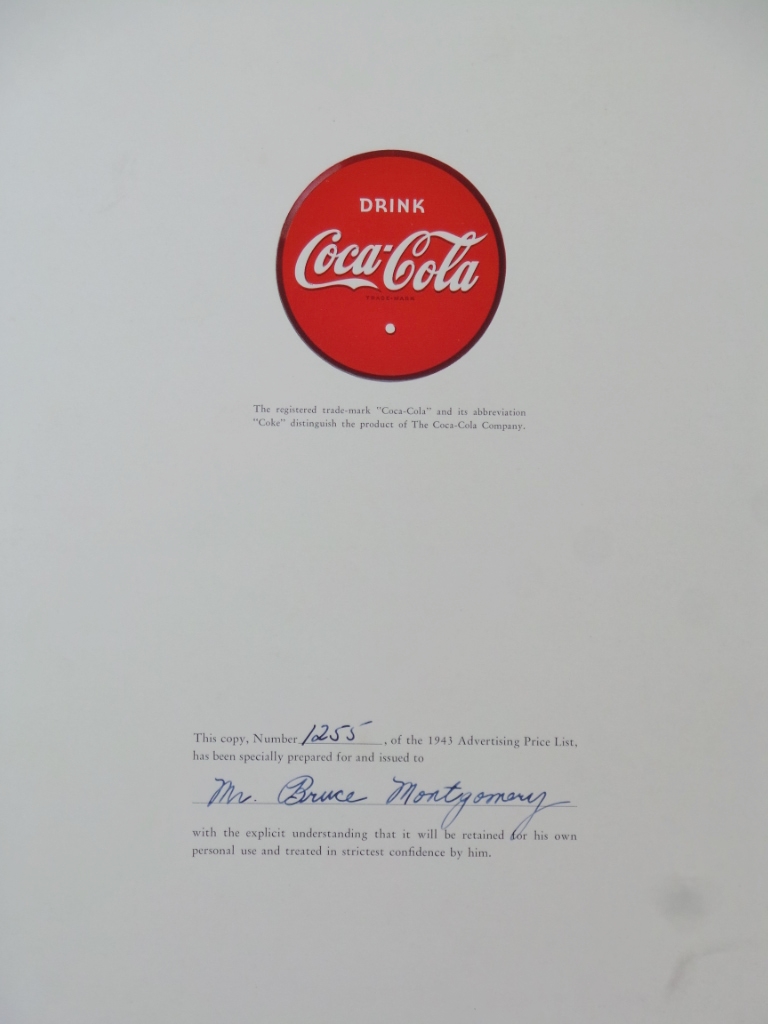 DRINK
Coca-Cola
TRADE-MARK
The registered trade-mark "Coca-Cola" and its abbreviation
"Coke" distinguish the product of The Coca-Cola Company.
This copy, Number 1255, of the 1943 Advertising Price List,
has been specially prepared for and issued to
Mr. Bruce Montgomery
with the explicit understanding that it will be retained for his own
personal use and treated in strictest confidence by him.